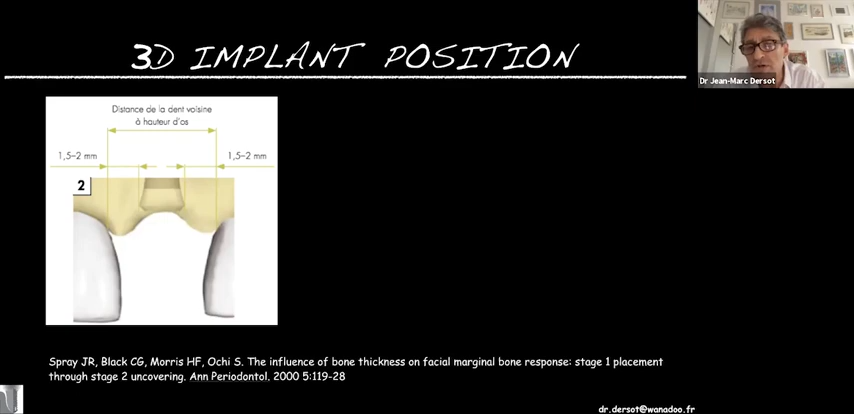 3D IMPLANT POSITION
Dr Jean-Marc Dersot
Distance de la dent voisine
à hauteur d'os
1,5–2 mm
1,5–2 mm
2
Spray JR, Black CG, Morris HF, Ochi S. The influence of bone thickness on facial marginal bone response: stage 1 placement
through stage 2 uncovering. Ann Periodontol. 2000 5:119-28
dr.dersot@wanadoo.fr